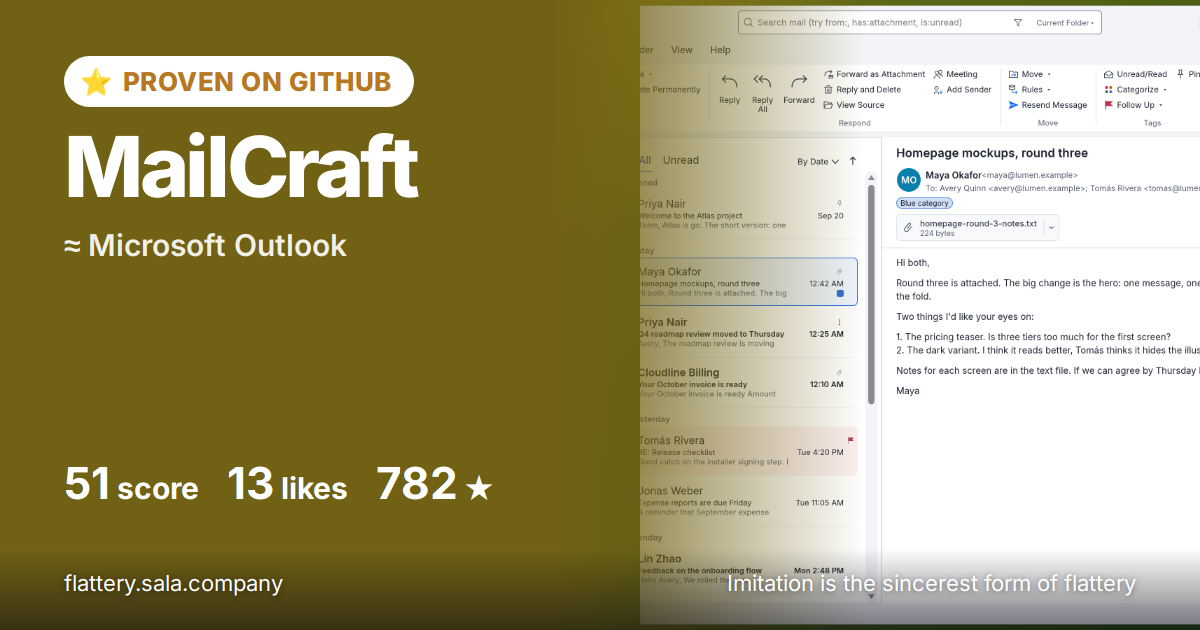 ⭐ PROVEN ON GITHUB
MailCraft
≈ Microsoft Outlook
51 score 13 likes 782 ★
flattery.sala.company
Imitation is the sincerest form of flattery
Search mail (try from:, has:attachment, is:unread)
Current Folder
View Help
Permanently
Reply
Reply All
Forward
Forward as Attachment
Reply and Delete
View Source
Meeting
Add Sender
Respond
Move
Rules
Resend Message
Move
Unread/Read
Categorize
Follow Up
Tags
All Unread By Date
Priya Nair
Welcome to the Atlas project Sep 20
Team, Atlas is go. The short version: one
Maya Okafor
Homepage mockups, round three 12:42 AM
Hi both, Round three is attached. The big
Priya Nair
Q4 roadmap review moved to Thursday 12:25 AM
Avery, The roadmap review is moving
Cloudline Billing
Your October invoice is ready 12:10 AM
Your October invoice is ready Amount
Tomás Rivera
RE: Release checklist Tue 4:20 PM
Good catch on the installer signing step. I
Jonas Weber
Expense reports are due Friday Tue 11:05 AM
A reminder that September expense
Lin Zhao
Feedback on the onboarding flow Mon 2:48 PM
Hello Avery, We rolled
Homepage mockups, round three
MO
Maya Okafor<maya@lumen.example>
To: Avery Quinn <avery@lumen.example>; Tomás Rivera <tomas@lumen
Blue category
homepage-round-3-notes.txt
224 bytes
Hi both,
Round three is attached. The big change is the hero: one message, one
the fold.
Two things I'd like your eyes on:
1. The pricing teaser. Is three tiers too much for the first screen?
2. The dark variant. I think it reads better, Tomás thinks it hides the
Notes for each screen are in the text file. If we can agree by Thursday
Maya